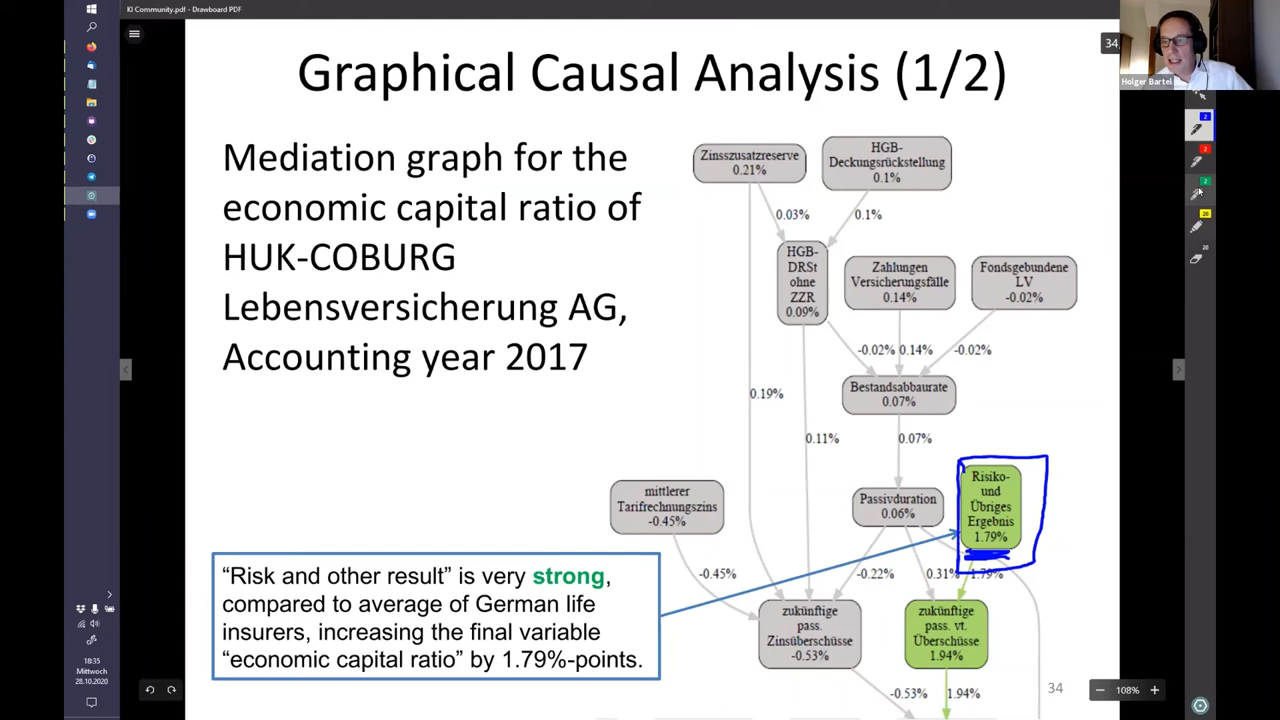 KI Community.pdf - Drawboard PDF
34
Holger Bartel
Graphical Causal Analysis (1/2)
Mediation graph for the
economic capital ratio of
HUK-COBURG
Lebensversicherung AG,
Accounting year 2017
Zinsszusatzreserve
0.21%
HGB-
Deckungsrückstellung
0.1%
0.03%
0.1%
HGB-
DRSt
ohne
ZZR
0.09%
Zahlungen
Versicherungsfälle
0.14%
Fondsgebundene
LV
-0.02%
-0.02%
0.14%
-0.02%
Bestandsabbaurate
0.07%
0.19%
0.11%
0.07%
mittlerer
Tarifrechnungszins
-0.45%
Passivduration
0.06%
Risiko-
und
Übriges
Ergebnis
1.79%
-0.45%
-0.22%
0.31%
1.79%
"Risk and other result" is very strong,
compared to average of German life
insurers, increasing the final variable
"economic capital ratio" by 1.79%-points.
zukünftige
pass.
Zinsüberschüsse
-0.53%
zukünftige
pass. vt.
Überschüsse
1.94%
-0.53%
1.94%
34
108%
2
2
2
26
20
18:35
Mittwoch
28.10.2020